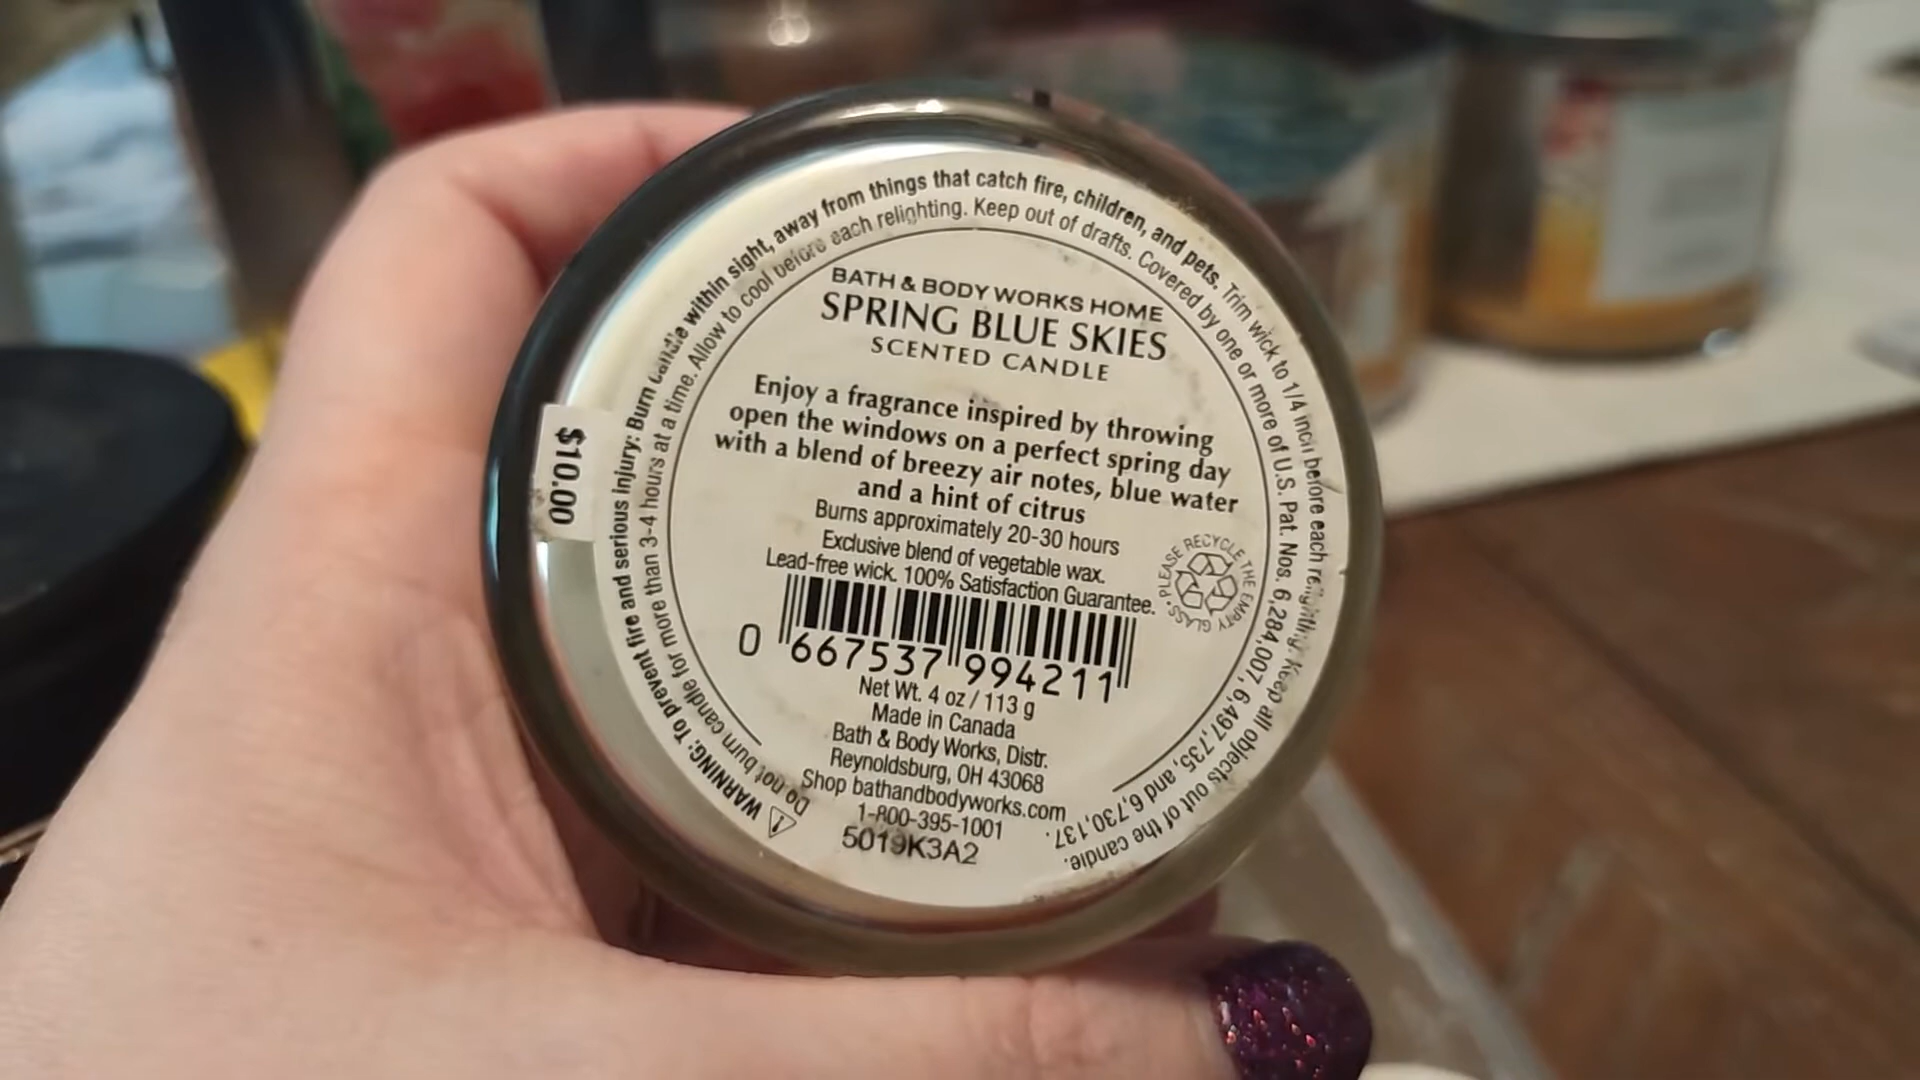 WARNING: To prevent fire and serious injury: Burn candle within sight, away from things that catch fire, children, and pets. Trim wick to 1/4 inch before each relighting. Keep all objects out of the candle.
Do not burn candle for more than 3-4 hours at a time. Allow to cool before each relighting. Keep out of drafts. Covered by one or more of U.S. Pat. Nos. 6,284,007, 6,497,735, and 6,730,137.
BATH & BODY WORKS HOME
SPRING BLUE SKIES
SCENTED CANDLE
Enjoy a fragrance inspired by throwing
open the windows on a perfect spring day
with a blend of breezy air notes, blue water
and a hint of citrus
Burns approximately 20-30 hours
Exclusive blend of vegetable wax.
Lead-free wick. 100% Satisfaction Guarantee.
PLEASE RECYCLE THE EMPTY GLASS
0 667537 994211
Net Wt. 4 oz / 113 g
Made in Canada
Bath & Body Works, Distr.
Reynoldsburg, OH 43068
Shop bathandbodyworks.com
1-800-395-1001
5019K3A2
$10.00